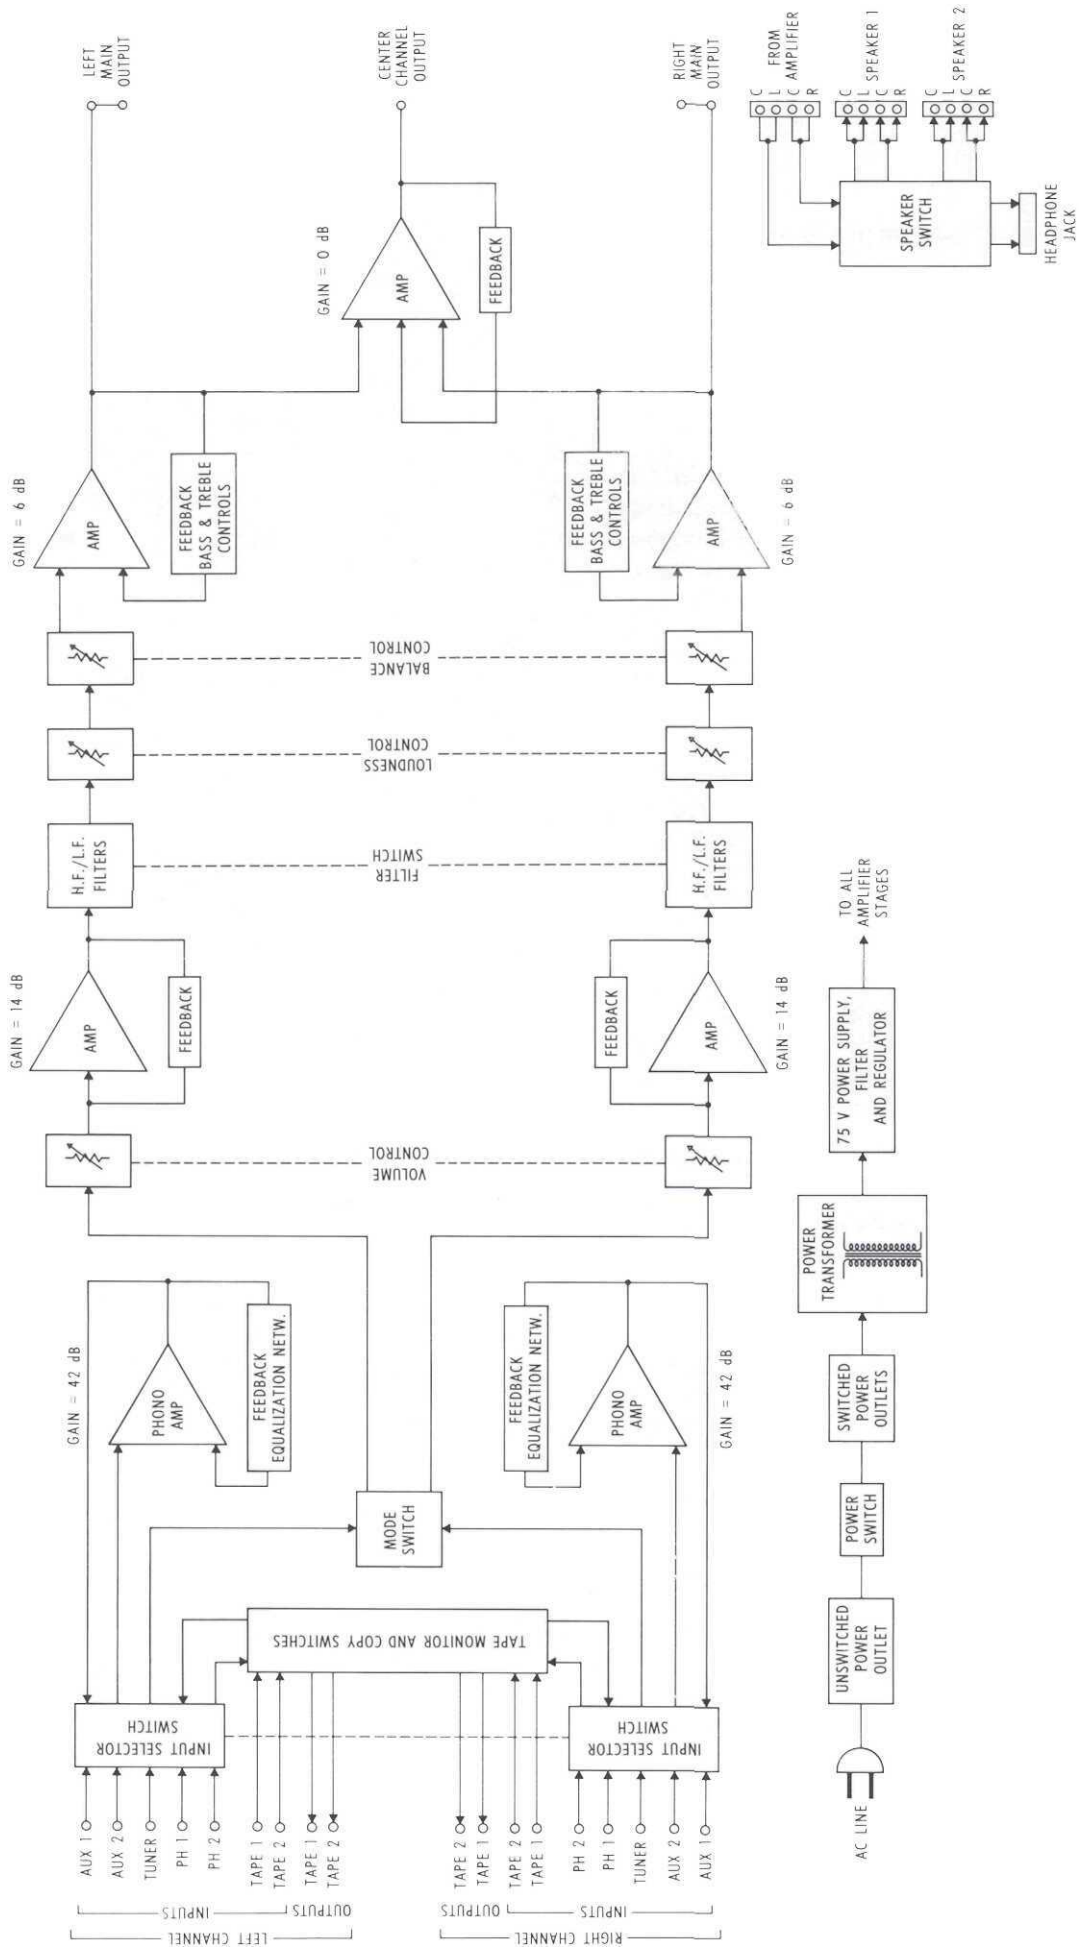 LEFT CHANNEL
INPUTS
OUTPUTS
AUX 1
AUX 2
TUNER
PH 1
PH 2
TAPE 1
TAPE 2
TAPE 1
TAPE 2
RIGHT CHANNEL
OUTPUTS
INPUTS
TAPE 2
TAPE 1
TAPE 2
TAPE 1
PH 2
PH 1
TUNER
AUX 2
AUX 1
INPUT SELECTOR
SWITCH
TAPE MONITOR AND COPY SWITCHES
INPUT SELECTOR
SWITCH
MODE
SWITCH
GAIN = 42 dB
PHONO
AMP
FEEDBACK
EQUALIZATION NETW.
FEEDBACK
EQUALIZATION NETW.
PHONO
AMP
GAIN = 42 dB
VOLUME
CONTROL
GAIN = 14 dB
AMP
FEEDBACK
FEEDBACK
AMP
GAIN = 14 dB
H.F./L.F.
FILTERS
FILTER
SWITCH
H.F./L.F.
FILTERS
LOUDNESS
CONTROL
BALANCE
CONTROL
GAIN = 6 dB
AMP
FEEDBACK
BASS & TREBLE
CONTROLS
FEEDBACK
BASS & TREBLE
CONTROLS
AMP
GAIN = 6 dB
GAIN = 0 dB
AMP
FEEDBACK
LEFT
MAIN
OUTPUT
CENTER
CHANNEL
OUTPUT
RIGHT
MAIN
OUTPUT
AC LINE
UNSWITCHED
POWER
OUTLET
POWER
SWITCH
SWITCHED
POWER
OUTLETS
POWER
TRANSFORMER
75 V POWER SUPPLY,
FILTER
AND REGULATOR
TO ALL
AMPLIFIER
STAGES
SPEAKER
SWITCH
HEADPHONE
JACK
C
L
C
R
FROM
AMPLIFIER
C
L
C
R
SPEAKER 1
C
L
C
R
SPEAKER 2